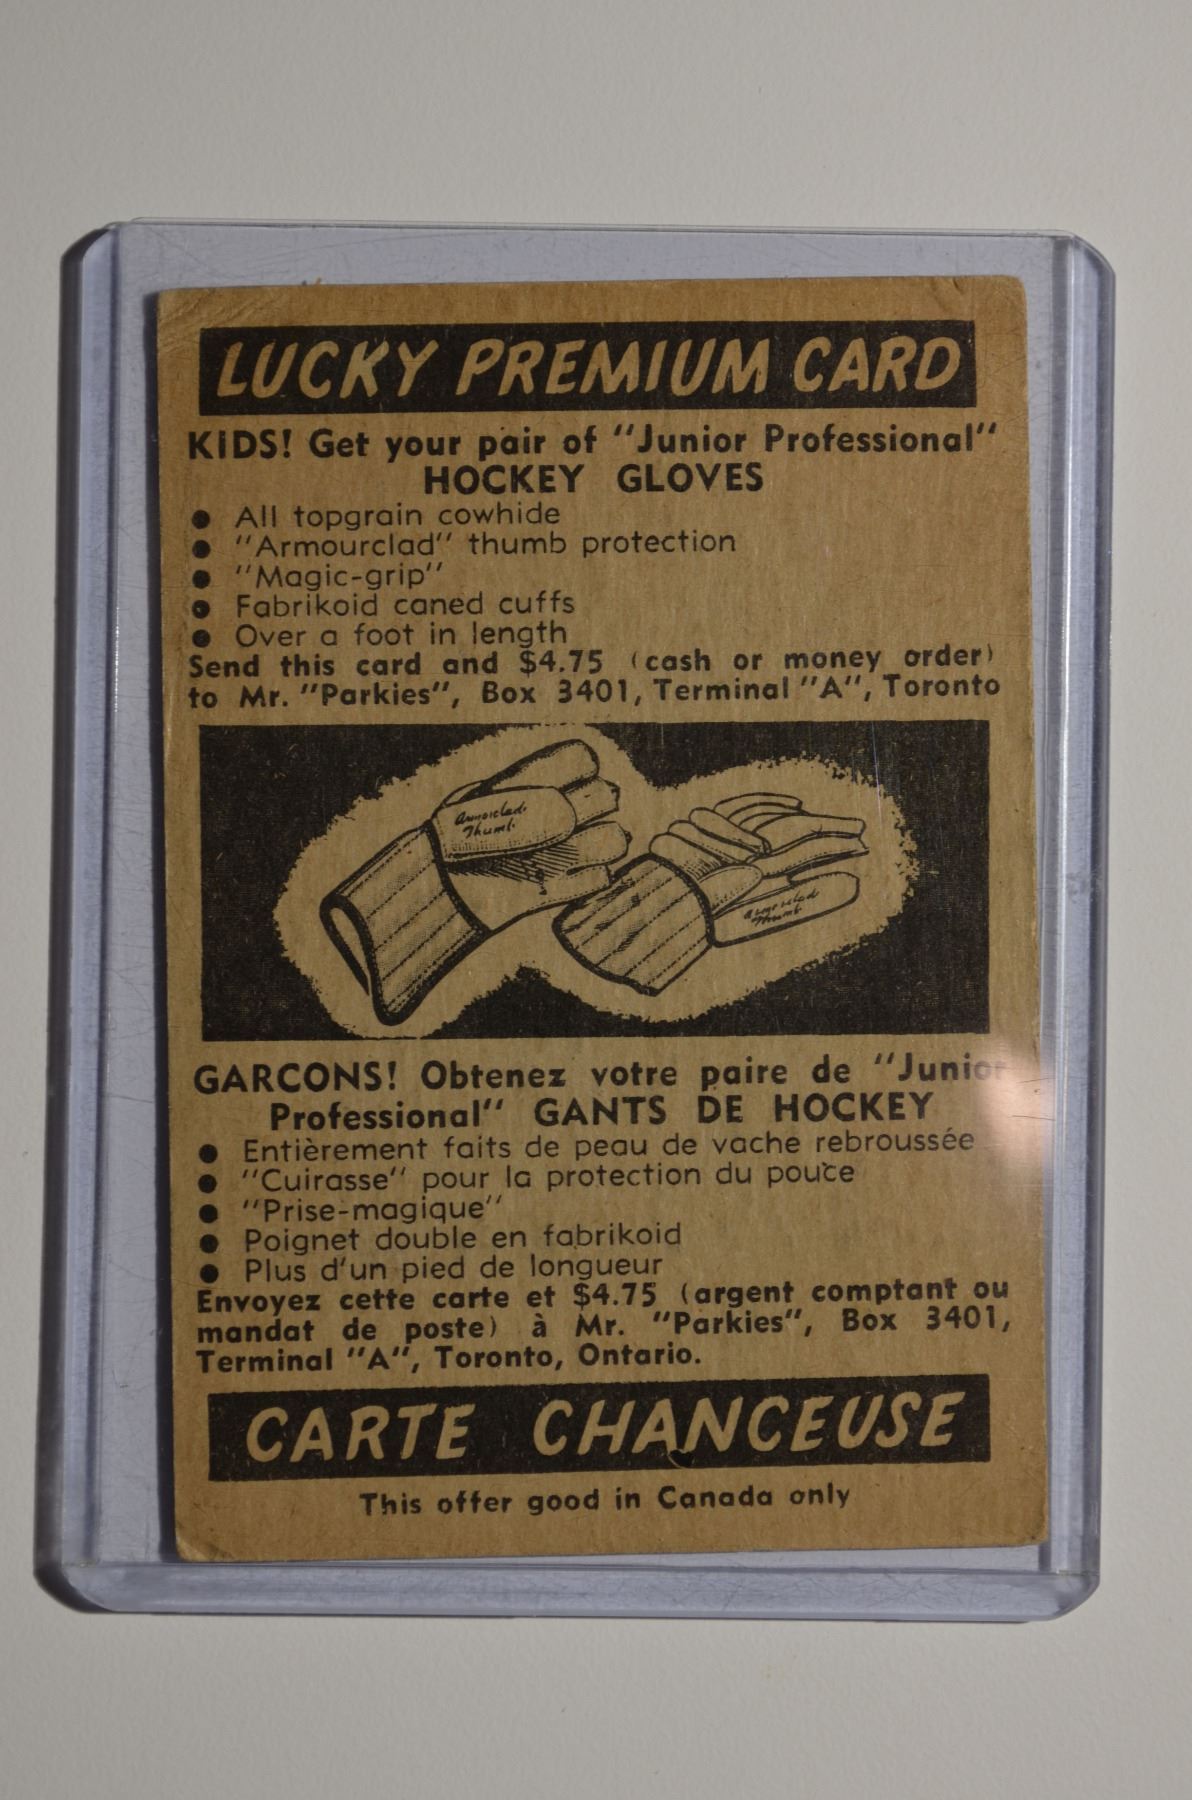 LUCKY PREMIUM CARD
KIDS! Get your pair of "Junior Professional"
HOCKEY GLOVES
● All topgrain cowhide
● "Armourclad" thumb protection
● "Magic-grip"
● Fabrikoid caned cuffs
● Over a foot in length
Send this card and $4.75 (cash or money order)
to Mr. "Parkies", Box 3401, Terminal "A", Toronto
Armorclad
Thumb
Armorclad
Thumb
GARCONS! Obtenez votre paire de "Junior
Professional" GANTS DE HOCKEY
● Entièrement faits de peau de vache rebroussée
● "Cuirasse" pour la protection du pouce
● "Prise-magique"
● Poignet double en fabrikoid
● Plus d'un pied de longueur
Envoyez cette carte et $4.75 (argent comptant ou
mandat de poste) à Mr. "Parkies", Box 3401,
Terminal "A", Toronto, Ontario.
CARTE CHANCEUSE
This offer good in Canada only